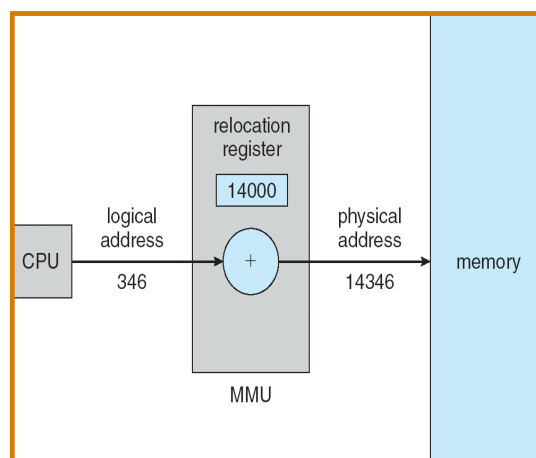 relocation
register
14000
logical
address
physical
address
CPU
+
memory
346
14346
MMU